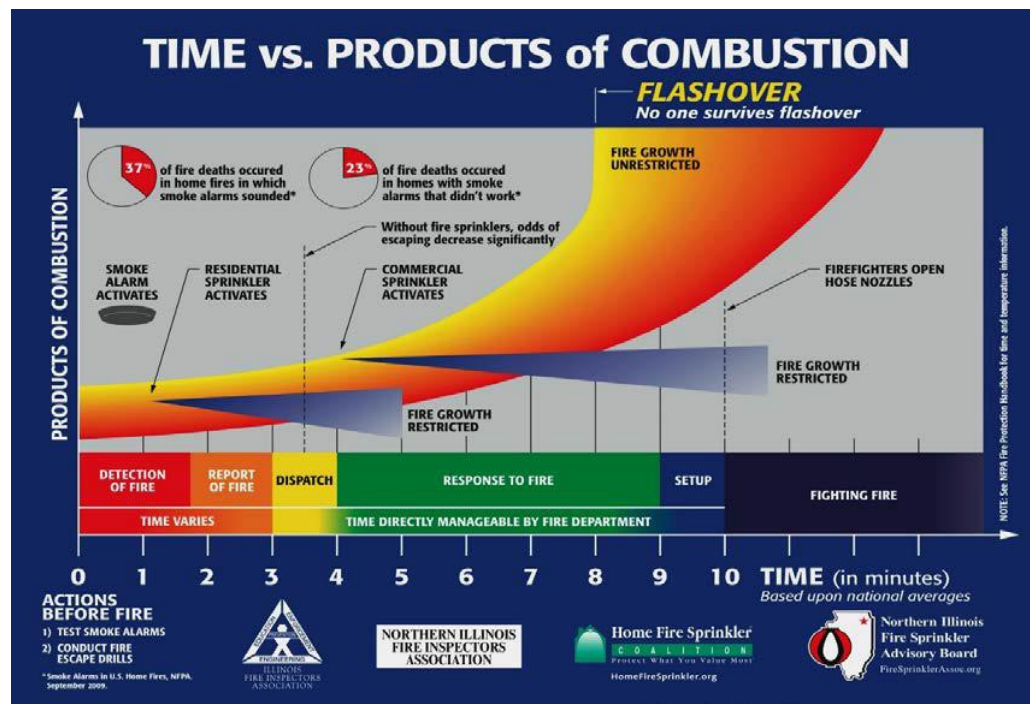 TIME vs. PRODUCTS of COMBUSTION
FLASHOVER
No one survives flashover
PRODUCTS OF COMBUSTION
37%
of fire deaths occured
in home fires in which
smoke alarms sounded*
23%
of fire deaths occured
in homes with smoke
alarms that didn't work*
FIRE GROWTH
UNRESTRICTED
Without fire sprinklers, odds of
escaping decrease significantly
SMOKE
ALARM
ACTIVATES
RESIDENTIAL
SPRINKLER
ACTIVATES
COMMERCIAL
SPRINKLER
ACTIVATES
FIREFIGHTERS OPEN
HOSE NOZZLES
FIRE GROWTH
RESTRICTED
FIRE GROWTH
RESTRICTED
DETECTION
OF FIRE
REPORT
OF FIRE
DISPATCH
RESPONSE TO FIRE
SETUP
FIGHTING FIRE
TIME VARIES
TIME DIRECTLY MANAGEABLE BY FIRE DEPARTMENT
NOTE: See NFPA Fire Protection Handbook for time and temperature information.
0 1 2 3 4 5 6 7 8 9 10 TIME (in minutes)
Based upon national averages
ACTIONS
BEFORE FIRE
1) TEST SMOKE ALARMS
2) CONDUCT FIRE
ESCAPE DRILLS
*Smoke Alarms in U.S. Home Fires, NFPA.
September 2009.
EDUCATION
ENGINEERING
ILLINOIS
FIRE INSPECTORS
ASSOCIATION
NORTHERN ILLINOIS
FIRE INSPECTORS
ASSOCIATION
Home Fire Sprinkler
COALITION
Protect What You Value Most
HomeFireSprinkler.org
Northern Illinois
Fire Sprinkler
Advisory Board
FireSprinklerAssoc.org